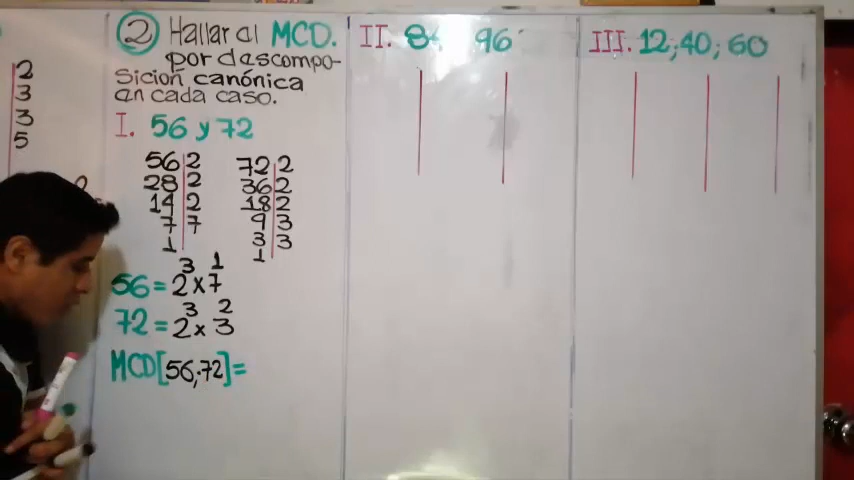 2
3
3
5
2 Hallar el MCD.
por descompo-
sición canónica
en cada caso.
I. 56 y 72
56 2
28 2
14 2
7 7
1
72 2
36 2
18 2
9 3
3 3
1
56 = 2³ x 7¹
72 = 2³ x 3²
MCD[56;72]=
II. 96
III. 12;40;60